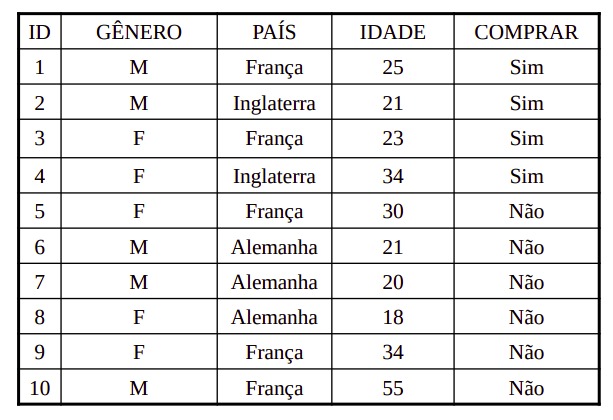 ID GÊNERO PAÍS IDADE COMPRAR
1 M França 25 Sim
2 M Inglaterra 21 Sim
3 F França 23 Sim
4 F Inglaterra 34 Sim
5 F França 30 Não
6 M Alemanha 21 Não
7 M Alemanha 20 Não
8 F Alemanha 18 Não
9 F França 34 Não
10 M França 55 Não